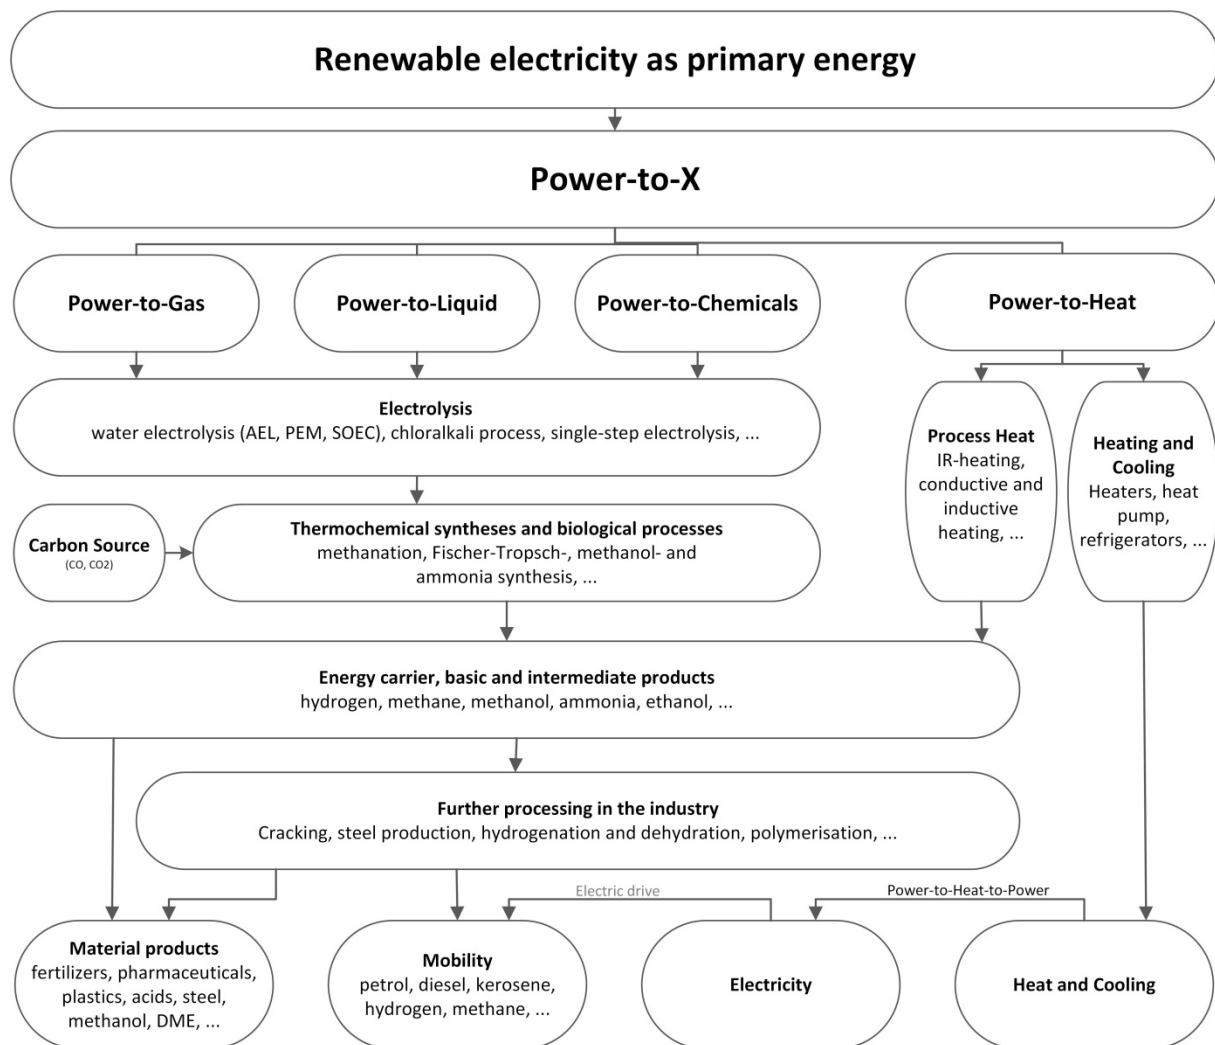 Renewable electricity as primary energy
Power-to-X
Power-to-Gas
Power-to-Liquid
Power-to-Chemicals
Power-to-Heat
Electrolysis
water electrolysis (AEL, PEM, SOEC), chloralkali process, single-step electrolysis, ...
Process Heat
IR-heating,
conductive and
inductive
heating, ...
Heating and
Cooling
Heaters, heat
pump,
refrigerators, ...
Carbon Source
(CO, CO2)
Thermochemical syntheses and biological processes
methanation, Fischer-Tropsch-, methanol- and
ammonia synthesis, ...
Energy carrier, basic and intermediate products
hydrogen, methane, methanol, ammonia, ethanol, ...
Further processing in the industry
Cracking, steel production, hydrogenation and dehydration, polymerisation, ...
Electric drive
Power-to-Heat-to-Power
Material products
fertilizers, pharmaceuticals,
plastics, acids, steel,
methanol, DME, ...
Mobility
petrol, diesel, kerosene,
hydrogen, methane, ...
Electricity
Heat and Cooling